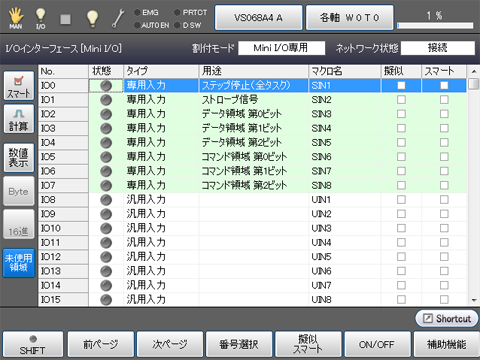 MAN I/O EMG PRTCT AUTO EN D SW VS068A4 A 各軸 W0T0 1 %
I/Oインターフェース [Mini I/O] 割付モード Mini I/O専用 ネットワーク状態 接続
スマート
計算
数値表示
Byte
16進
未使用領域
No. 状態 タイプ 用途 マクロ名 擬似 スマート
IO0 専用入力 ステップ停止(全タスク) SIN1
IO1 専用入力 ストローブ信号 SIN2
IO2 専用入力 データ領域 第0ビット SIN3
IO3 専用入力 データ領域 第1ビット SIN4
IO4 専用入力 データ領域 第2ビット SIN5
IO5 専用入力 コマンド領域 第0ビット SIN6
IO6 専用入力 コマンド領域 第1ビット SIN7
IO7 専用入力 コマンド領域 第2ビット SIN8
IO8 汎用入力 UIN1
IO9 汎用入力 UIN2
IO10 汎用入力 UIN3
IO11 汎用入力 UIN4
IO12 汎用入力 UIN5
IO13 汎用入力 UIN6
IO14 汎用入力 UIN7
IO15 汎用入力 UIN8
Shortcut
SHIFT 前ページ 次ページ 番号選択 擬似スマート ON/OFF 補助機能